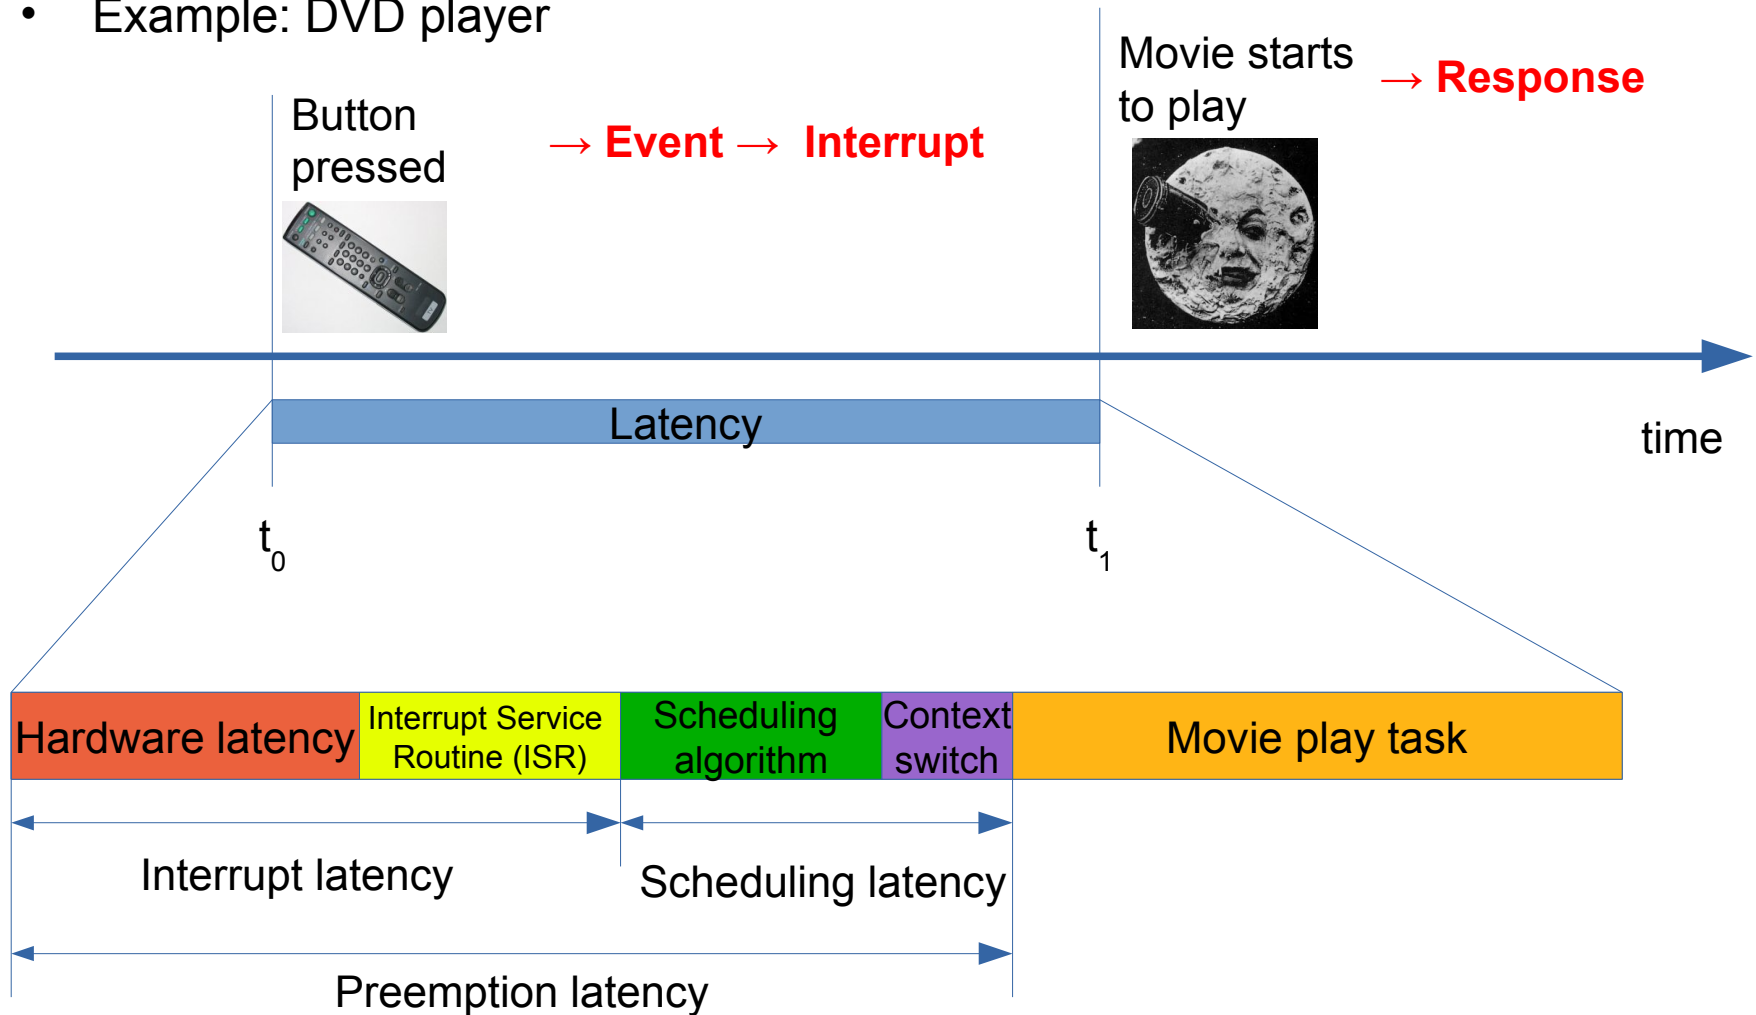 • Example: DVD player
Movie starts
to play
→ Response
Button
pressed
→ Event → Interrupt
Latency
time
t0
t1
Hardware latency
Interrupt Service
Routine (ISR)
Scheduling
algorithm
Context
switch
Movie play task
Interrupt latency
Scheduling latency
Preemption latency